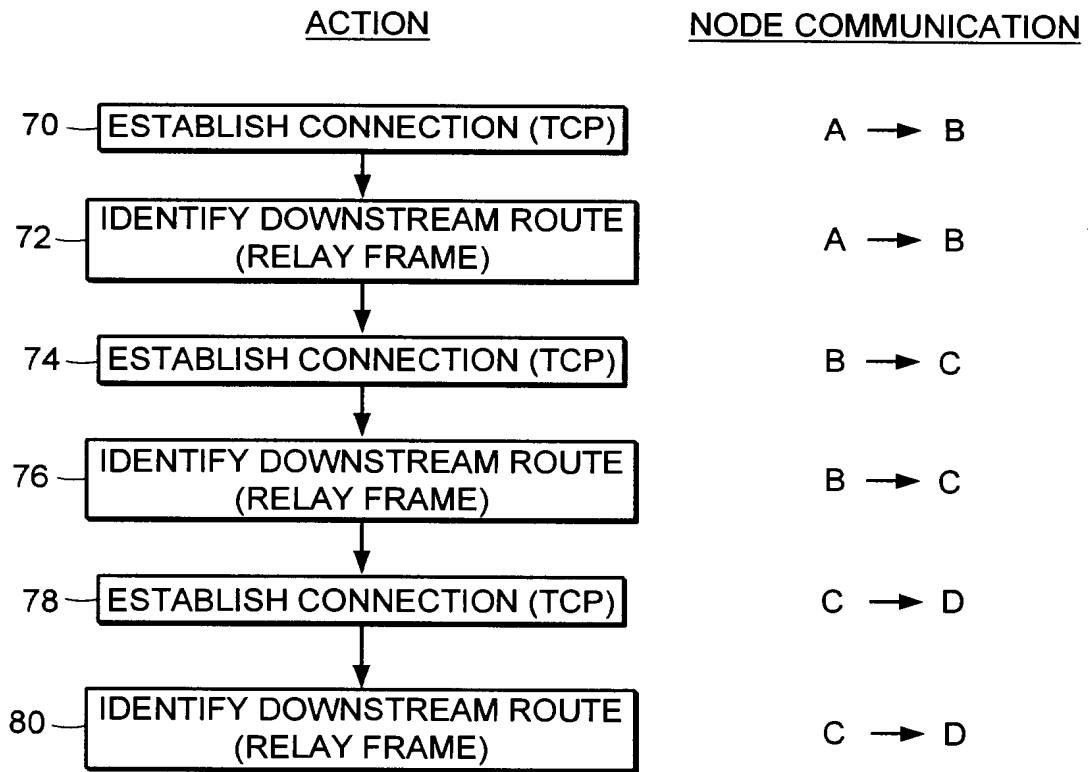 ACTION NODE COMMUNICATION
70 ESTABLISH CONNECTION (TCP) A → B
72 IDENTIFY DOWNSTREAM ROUTE
(RELAY FRAME) A → B
74 ESTABLISH CONNECTION (TCP) B → C
76 IDENTIFY DOWNSTREAM ROUTE
(RELAY FRAME) B → C
78 ESTABLISH CONNECTION (TCP) C → D
80 IDENTIFY DOWNSTREAM ROUTE
(RELAY FRAME) C → D